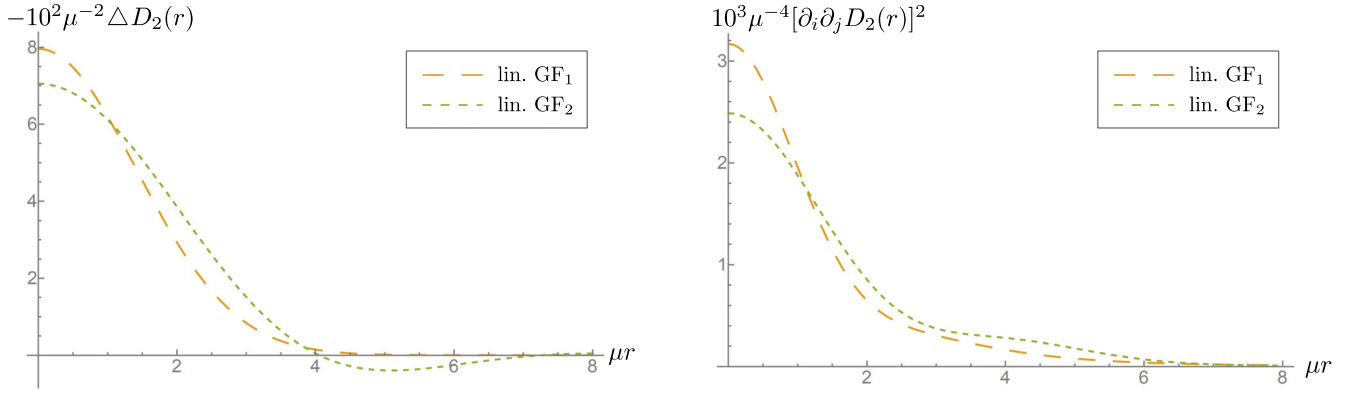 −10²μ⁻²△D₂(r)
8
6
4
2
2 4 6 8
μr
lin. GF₁
lin. GF₂
10³μ⁻⁴[∂ᵢ∂ⱼD₂(r)]²
3
2
1
2 4 6 8
μr
lin. GF₁
lin. GF₂